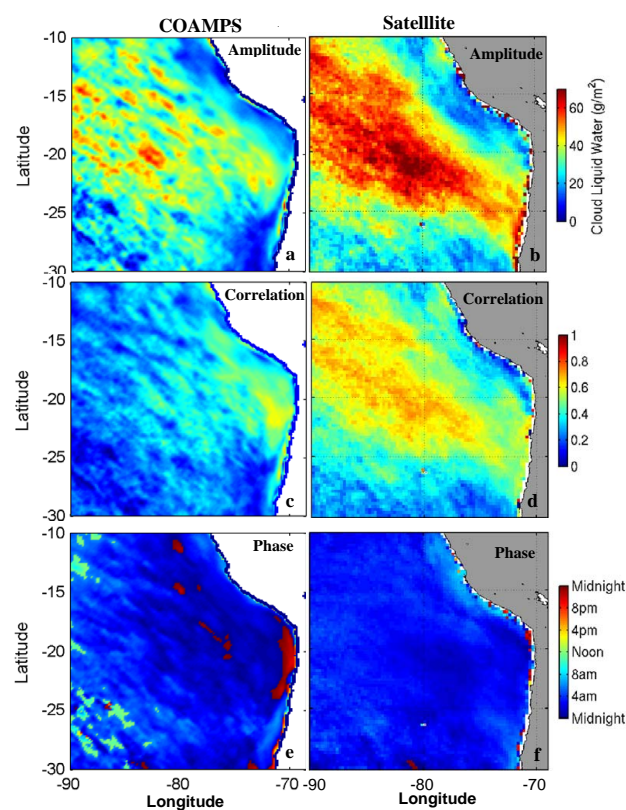 COAMPS
Satelllite
-10
Amplitude
Amplitude
-15
Latitude
-20
-25
-30
a
b
60
40
20
0
Cloud Liquid Water (g/m²)
-10
Correlation
Correlation
-15
Latitude
-20
-25
-30
c
d
1
0.8
0.6
0.4
0.2
0
-10
Phase
Phase
-15
Latitude
-20
-25
-30
e
f
Midnight
8pm
4pm
Noon
8am
4am
Midnight
-90
-80
-70
-90
-80
-70
Longitude
Longitude